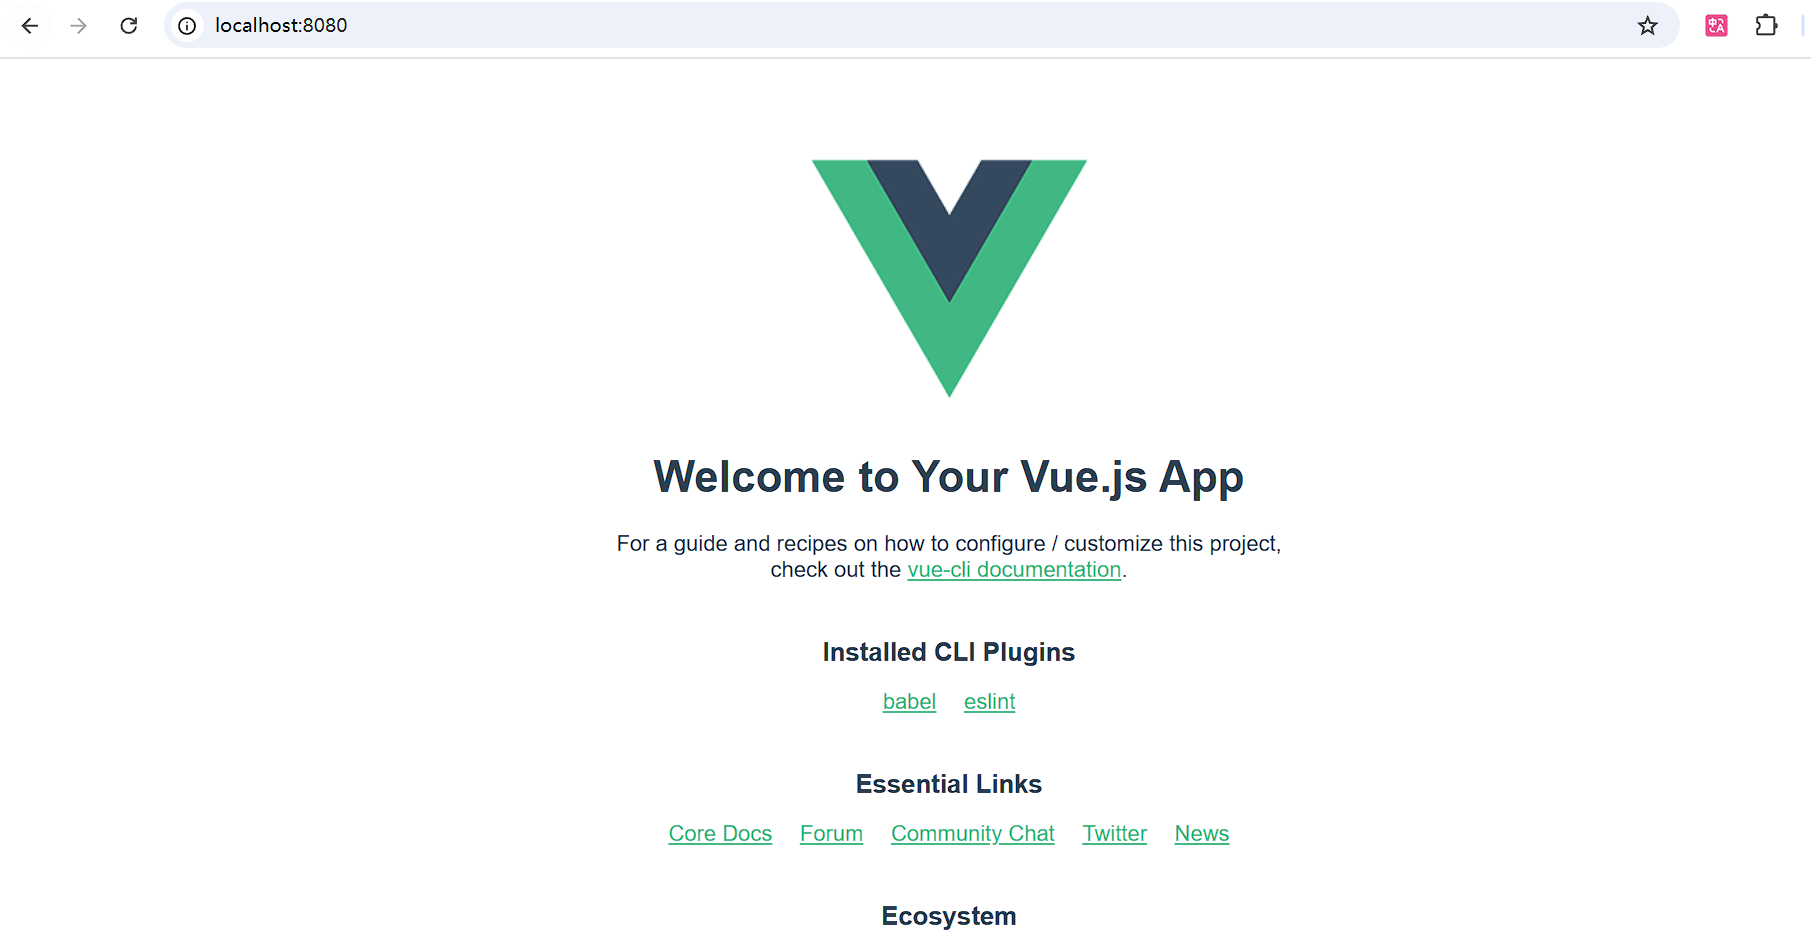 localhost:8080
Welcome to Your Vue.js App
For a guide and recipes on how to configure / customize this project,
check out the vue-cli documentation.
Installed CLI Plugins
babel eslint
Essential Links
Core Docs Forum Community Chat Twitter News
Ecosystem